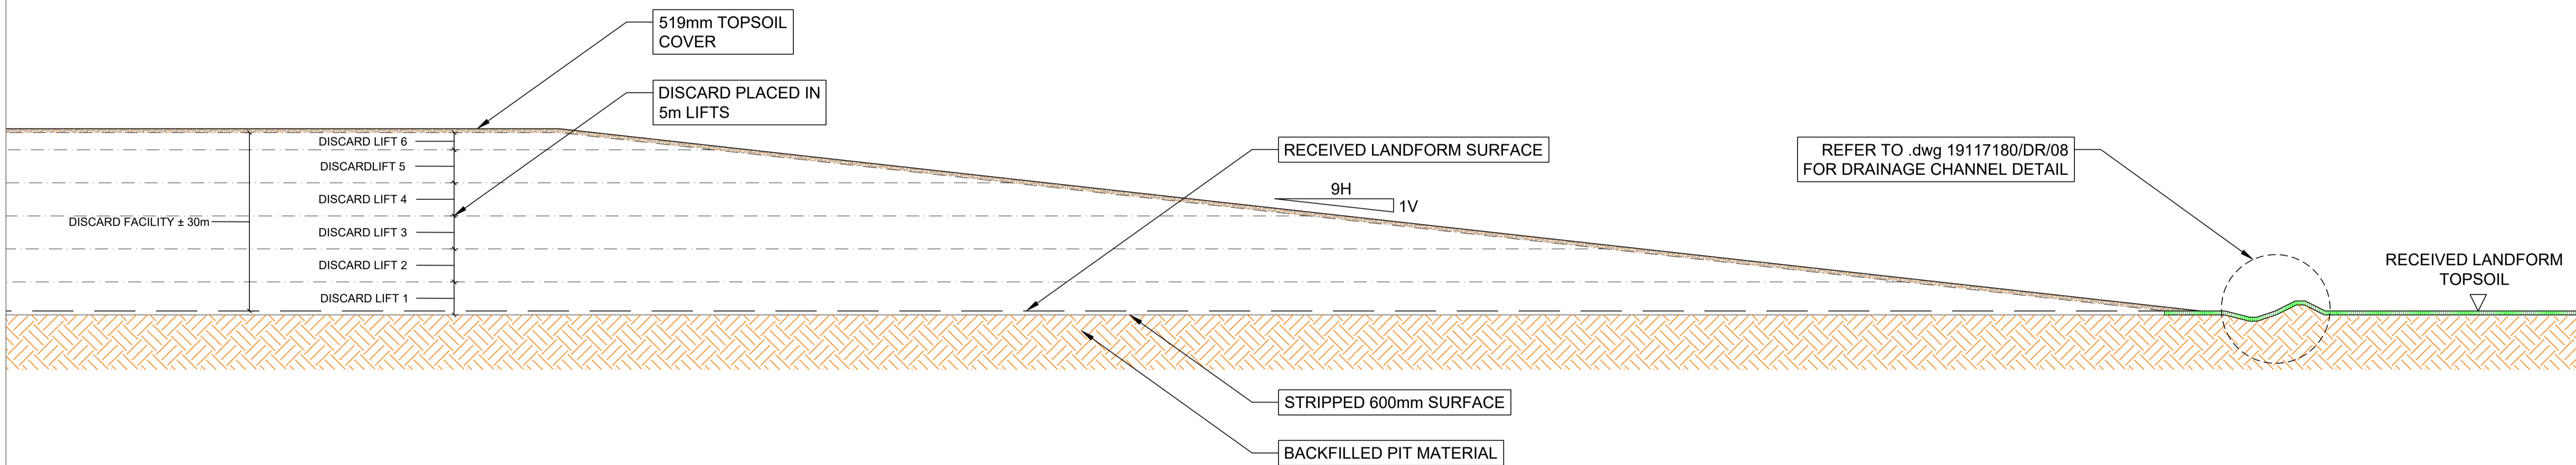 519mm TOPSOIL
COVER
DISCARD PLACED IN
5m LIFTS
DISCARD LIFT 6
DISCARDLIFT 5
DISCARD LIFT 4
DISCARD FACILITY ± 30m
DISCARD LIFT 3
DISCARD LIFT 2
DISCARD LIFT 1
RECEIVED LANDFORM SURFACE
9H
1V
REFER TO .dwg 19117180/DR/08
FOR DRAINAGE CHANNEL DETAIL
RECEIVED LANDFORM
TOPSOIL
STRIPPED 600mm SURFACE
BACKFILLED PIT MATERIAL